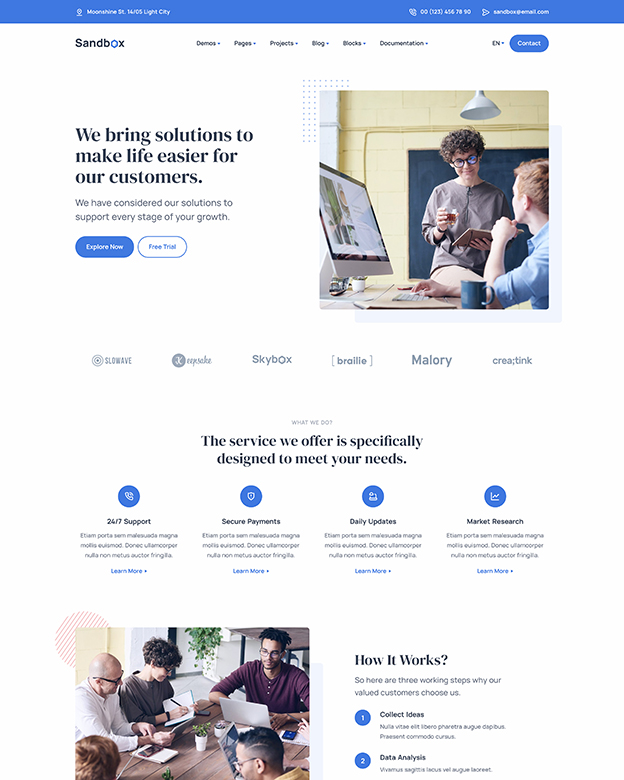 Moonshine St. 14/05 Light City
00 (123) 456 78 90
sandbox@email.com
Sandbox
Demos
Pages
Projects
Blog
Blocks
Documentation
EN
Contact
We bring solutions to
make life easier for
our customers.
We have considered our solutions to
support every stage of your growth.
Explore Now
Free Trial
SLOWAVE
Keepsake
Skybox
[ braille ]
Malory
crea;tink
WHAT WE DO?
The service we offer is specifically
designed to meet your needs.
24/7 Support
Etiam porta sem malesuada magna
mollis euismod. Donec ullamcorper
nulla non metus auctor fringilla.
Learn More
Secure Payments
Etiam porta sem malesuada magna
mollis euismod. Donec ullamcorper
nulla non metus auctor fringilla.
Learn More
Daily Updates
Etiam porta sem malesuada magna
mollis euismod. Donec ullamcorper
nulla non metus auctor fringilla.
Learn More
Market Research
Etiam porta sem malesuada magna
mollis euismod. Donec ullamcorper
nulla non metus auctor fringilla.
Learn More
How It Works?
So here are three working steps why our
valued customers choose us.
1
Collect Ideas
Nulla vitae elit libero pharetra augue dapibus.
Praesent commodo cursus.
2
Data Analysis
Vivamus sagittis lacus vel augue laoreet.